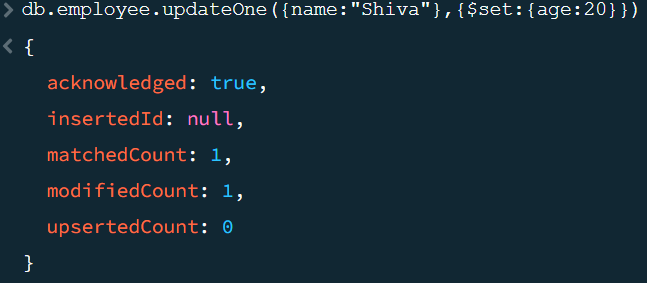 > db.employee.updateOne({name:"Shiva"},{$set:{age:20}})
< {
acknowledged: true,
insertedId: null,
matchedCount: 1,
modifiedCount: 1,
upsertedCount: 0
}